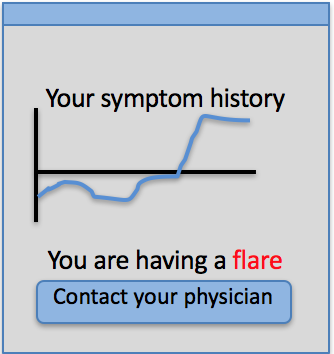 Your symptom history
You are having a flare
Contact your physician